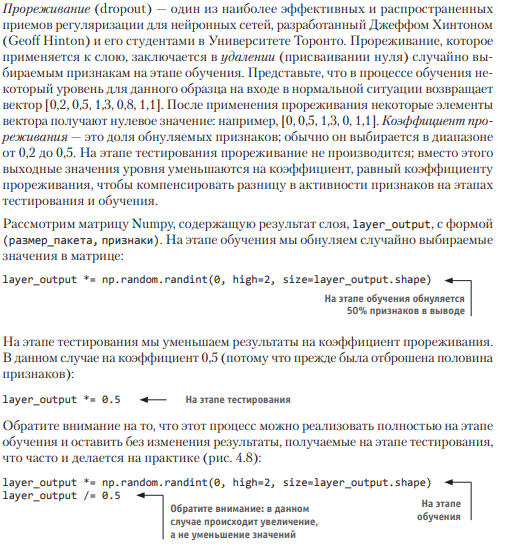 Прореживание (dropout) — один из наиболее эффективных и распространенных
приемов регуляризации для нейронных сетей, разработанный Джеффом Хинтоном
(Geoff Hinton) и его студентами в Университете Торонто. Прореживание, которое
применяется к слою, заключается в удалении (присваивании нуля) случайно вы-
бираемым признакам на этапе обучения. Представьте, что в процессе обучения не-
который уровень для данного образца на входе в нормальной ситуации возвращает
вектор [0,2, 0,5, 1,3, 0,8, 1,1]. После применения прореживания некоторые элементы
вектора получают нулевое значение: например, [0, 0,5, 1,3, 0, 1,1]. Коэффициент про-
реживания — это доля обнуляемых признаков; обычно он выбирается в диапазоне
от 0,2 до 0,5. На этапе тестирования прореживание не производится; вместо этого
выходные значения уровня уменьшаются на коэффициент, равный коэффициенту
прореживания, чтобы компенсировать разницу в активности признаков на этапах
тестирования и обучения.
Рассмотрим матрицу Numpy, содержащую результат слоя, layer_output, с формой
(размер_пакета, признаки). На этапе обучения мы обнуляем случайно выбираемые
значения в матрице:
layer_output *= np.random.randint(0, high=2, size=layer_output.shape)
На этапе обучения обнуляется
50% признаков в выводе
На этапе тестирования мы уменьшаем результаты на коэффициент прореживания.
В данном случае на коэффициент 0,5 (потому что прежде была отброшена половина
признаков):
layer_output *= 0.5
На этапе тестирования
Обратите внимание на то, что этот процесс можно реализовать полностью на этапе
обучения и оставить без изменения результаты, получаемые на этапе тестирования,
что часто и делается на практике (рис. 4.8):
layer_output *= np.random.randint(0, high=2, size=layer_output.shape)
layer_output /= 0.5
На этапе
обучения
Обратите внимание: в данном
случае происходит увеличение,
а не уменьшение значений